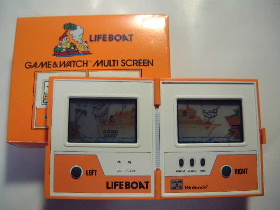 LIFEBOAT
GAME&WATCH MULTI SCREEN
LEFT
RIGHT
LIFEBOAT
Nintendo